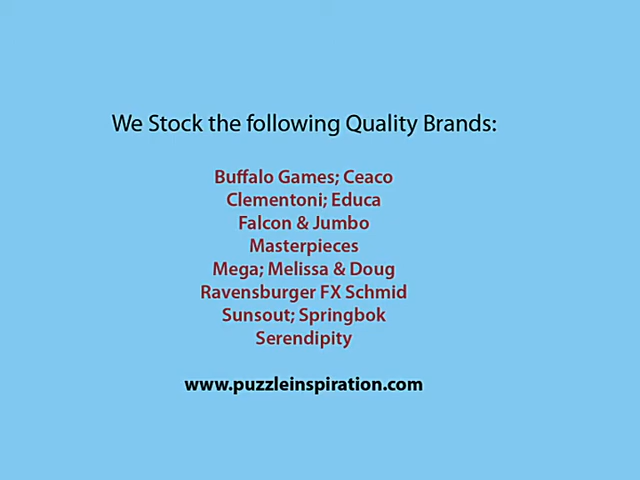 We Stock the following Quality Brands:
Buffalo Games; Ceaco
Clementoni; Educa
Falcon & Jumbo
Masterpieces
Mega; Melissa & Doug
Ravensburger FX Schmid
Sunsout; Springbok
Serendipity
www.puzzleinspiration.com